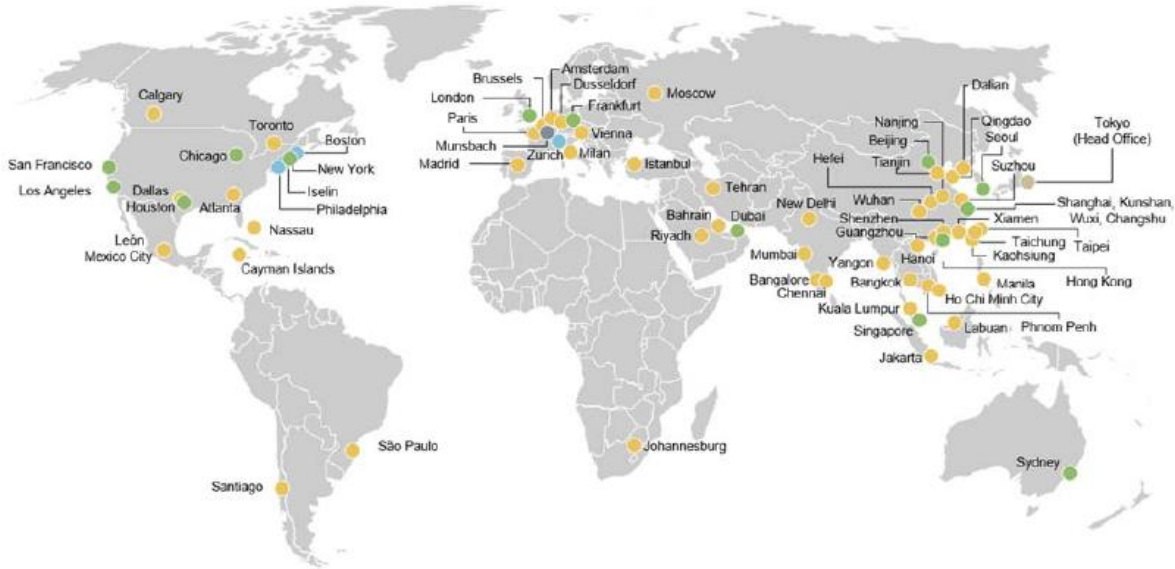 Calgary
Toronto
Boston
San Francisco
Chicago
New York
Los Angeles
Dallas
Houston
Atlanta
Iselin
Philadelphia
Nassau
León
Mexico City
Cayman Islands
São Paulo
Santiago
Amsterdam
Brussels
Dusseldorf
London
Frankfurt
Moscow
Paris
Vienna
Munsbach
Zurich
Milan
Madrid
Istanbul
Tehran
Bahrain
Dubai
Riyadh
Johannesburg
Dalian
Nanjing
Qingdao
Beijing
Seoul
Tokyo
(Head Office)
Hefei
Tianjin
Suzhou
New Delhi
Wuhan
Shanghai, Kunshan,
Wuxi, Changshu
Shenzhen
Xiamen
Guangzhou
Taichung
Taipei
Mumbai
Hanoi
Kaohsiung
Yangon
Hong Kong
Bangalore
Chennai
Bangkok
Manila
Ho Chi Minh City
Kuala Lumpur
Phnom Penh
Singapore
Labuan
Jakarta
Sydney